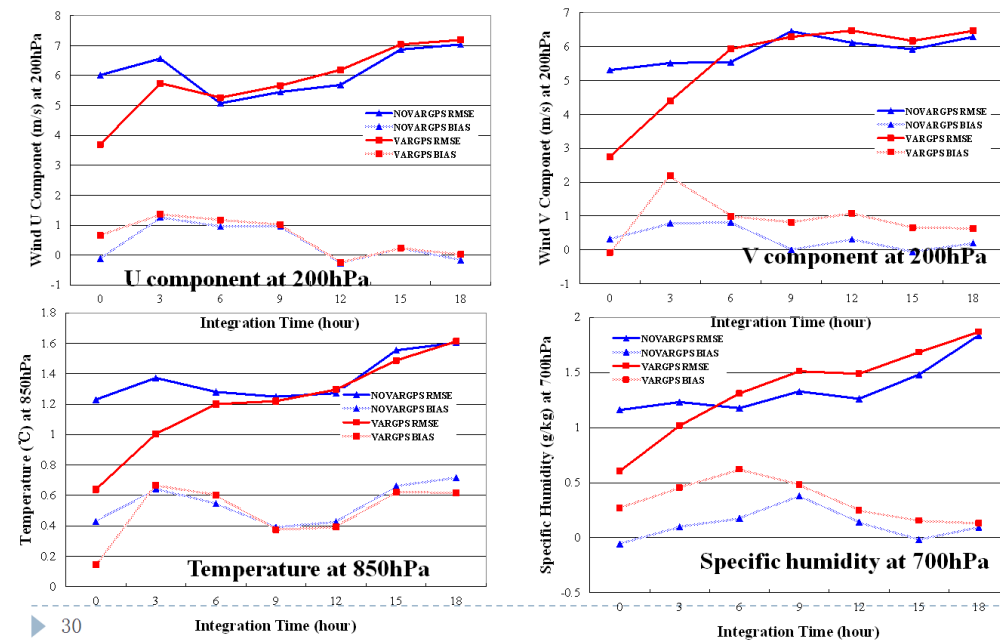 Wind U Componet (m/s) at 200hPa
8
7
6
5
4
3
2
1
0
-1
NOVARGPS RMSE
NOVARGPS BIAS
VARGPS RMSE
VARGPS BIAS
U component at 200hPa
0 3 6 9 12 15 18
Integration Time (hour)
Wind V Componet (m/s) at 200hPa
7
6
5
4
3
2
1
0
-1
NOVARGPS RMSE
NOVARGPS BIAS
VARGPS RMSE
VARGPS BIAS
V component at 200hPa
0 3 6 9 12 15 18
Integration Time (hour)
Temperature (℃) at 850hPa
1.8
1.6
1.4
1.2
1
0.8
0.6
0.4
0.2
0
NOVARGPS RMSE
NOVARGPS BIAS
VARGPS RMSE
VARGPS BIAS
Temperature at 850hPa
0 3 6 9 12 15 18
Integration Time (hour)
Specific Humidity (g/kg) at 700hPa
2
1.5
1
0.5
0
-0.5
NOVARGPS RMSE
NOVARGPS BIAS
VARGPS RMSE
VARGPS BIAS
Specific humidity at 700hPa
0 3 6 9 12 15 18
Integration Time (hour)
30